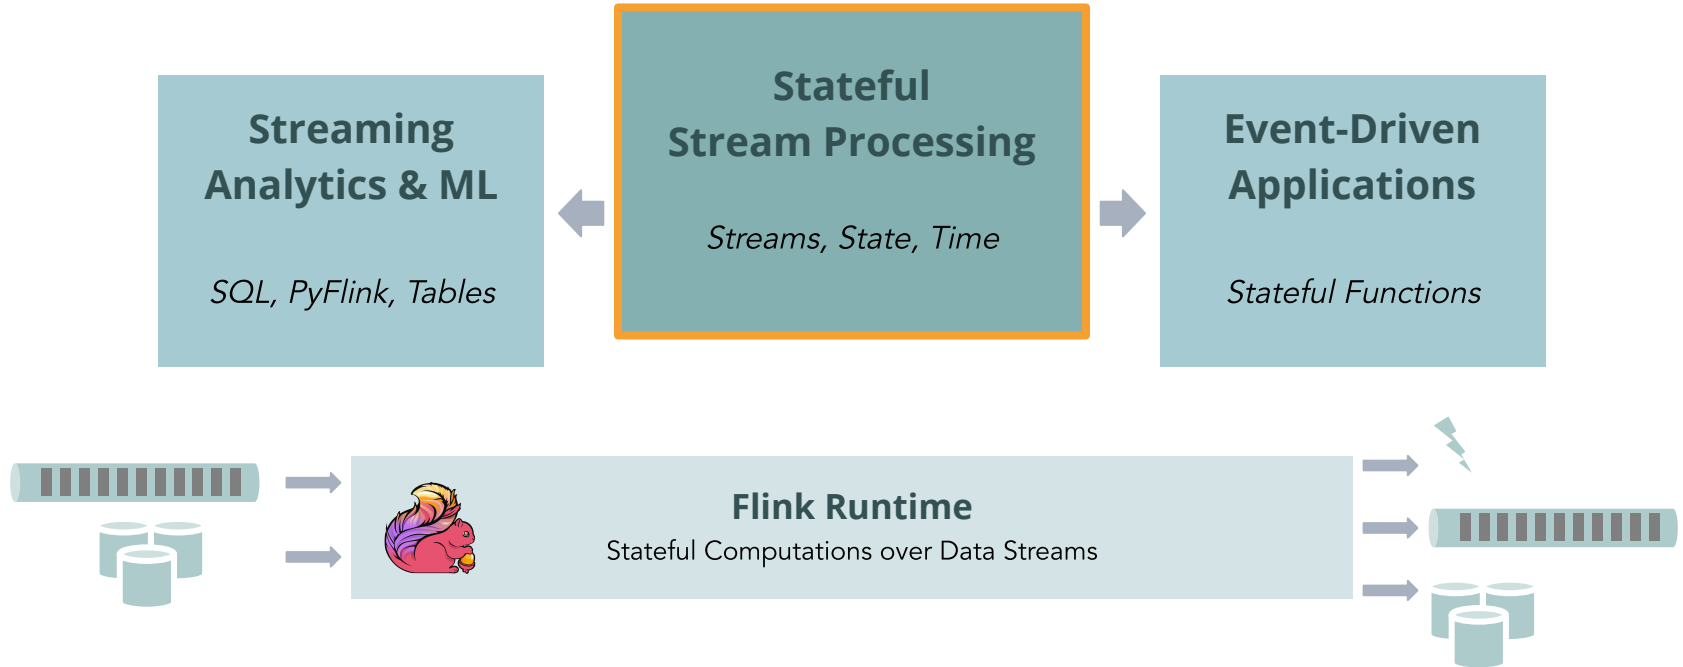 Streaming
Analytics & ML
SQL, PyFlink, Tables
Stateful
Stream Processing
Streams, State, Time
Event-Driven
Applications
Stateful Functions
Flink Runtime
Stateful Computations over Data Streams